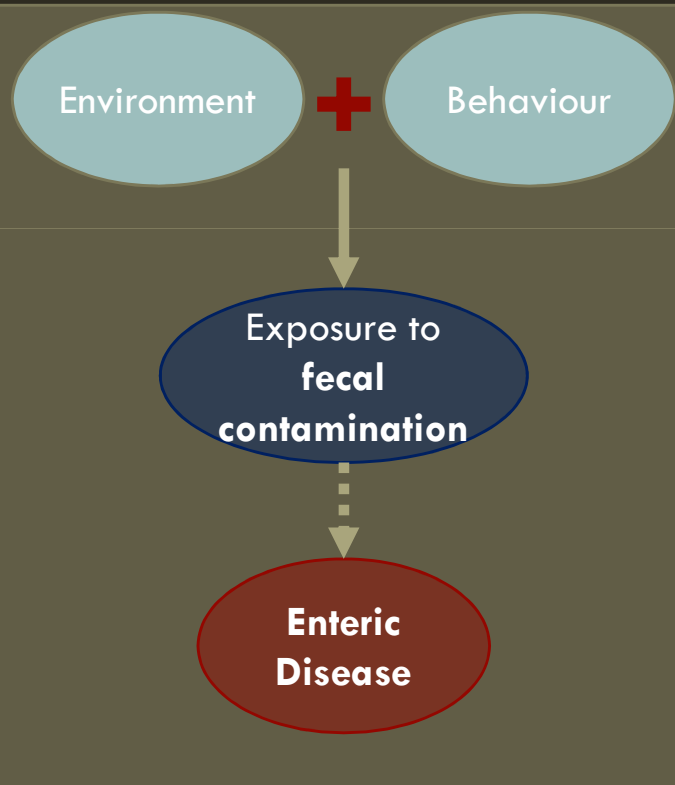 Environment
Behaviour
Exposure to
fecal
contamination
Enteric
Disease